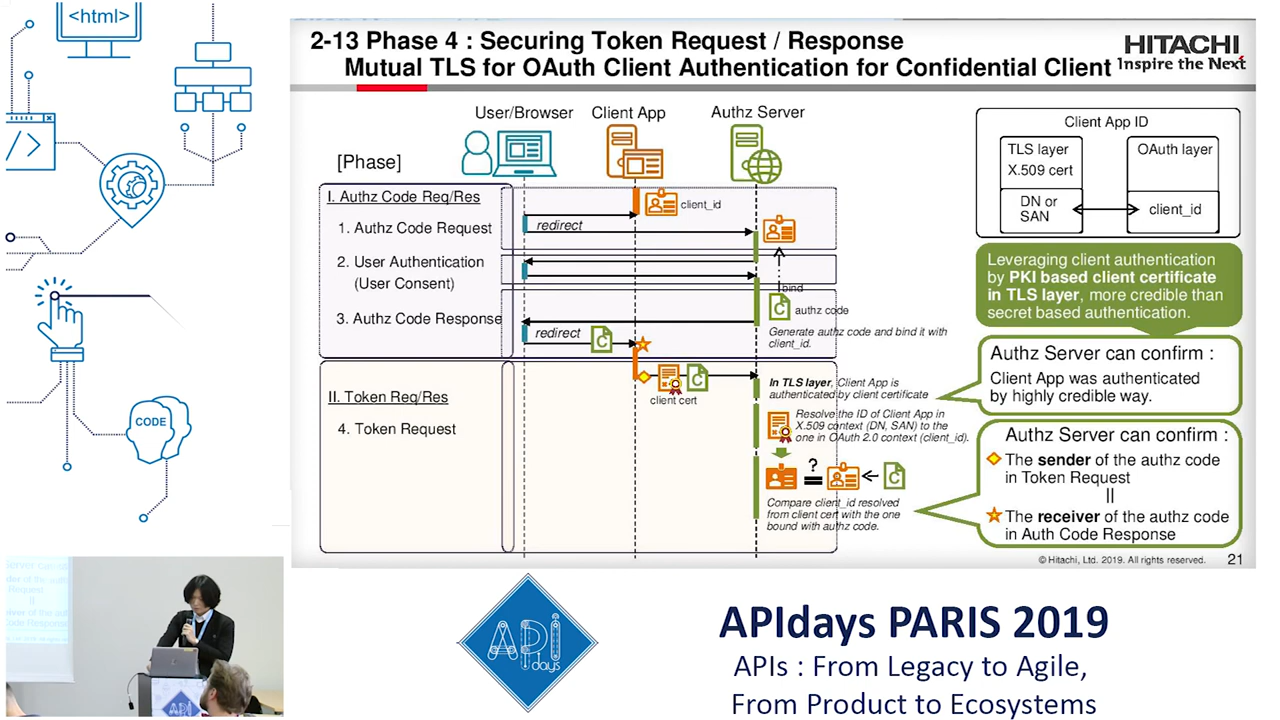 <html>
</>
CODE
2-13 Phase 4 : Securing Token Request / Response
Mutual TLS for OAuth Client Authentication for Confidential Client
HITACHI
Inspire the Next
User/Browser
Client App
Authz Server
[Phase]
I. Authz Code Req/Res
client_id
1. Authz Code Request
redirect
2. User Authentication
(User Consent)
bind
authz code
3. Authz Code Response
Generate authz code and bind it with
client_id.
redirect
C
C
C
client cert
II. Token Req/Res
4. Token Request
In TLS layer, Client App is
authenticated by client certificate
Resolve the ID of Client App in
X.509 context (DN, SAN) to the
one in OAuth 2.0 context (client_id).
?
=
C
Compare client_id resolved
from client cert with the one
bound with authz code.
Client App ID
TLS layer
X.509 cert
OAuth layer
DN or
SAN
client_id
Leveraging client authentication
by PKI based client certificate
in TLS layer, more credible than
secret based authentication.
Authz Server can confirm :
Client App was authenticated
by highly credible way.
Authz Server can confirm :
The sender of the authz code
in Token Request
||
The receiver of the authz code
in Auth Code Response
© Hitachi, Ltd. 2019. All rights reserved.
21
API
days
API
APIdays PARIS 2019
APIs : From Legacy to Agile,
From Product to Ecosystems